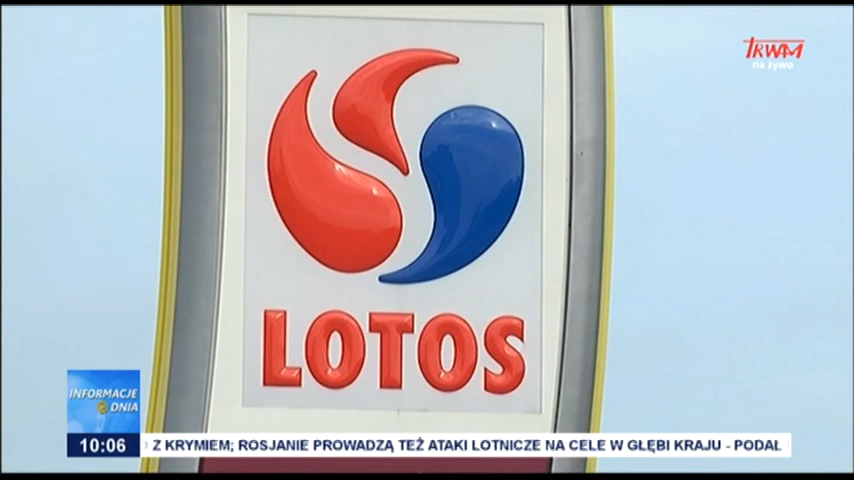 TRWAM
na żywo
LOTOS
INFORMACJE
DNIA
10:06
Z KRYMIEM; ROSJANIE PROWADZĄ TEŻ ATAKI LOTNICZE NA CELE W GŁĘBI KRAJU - PODAŁ